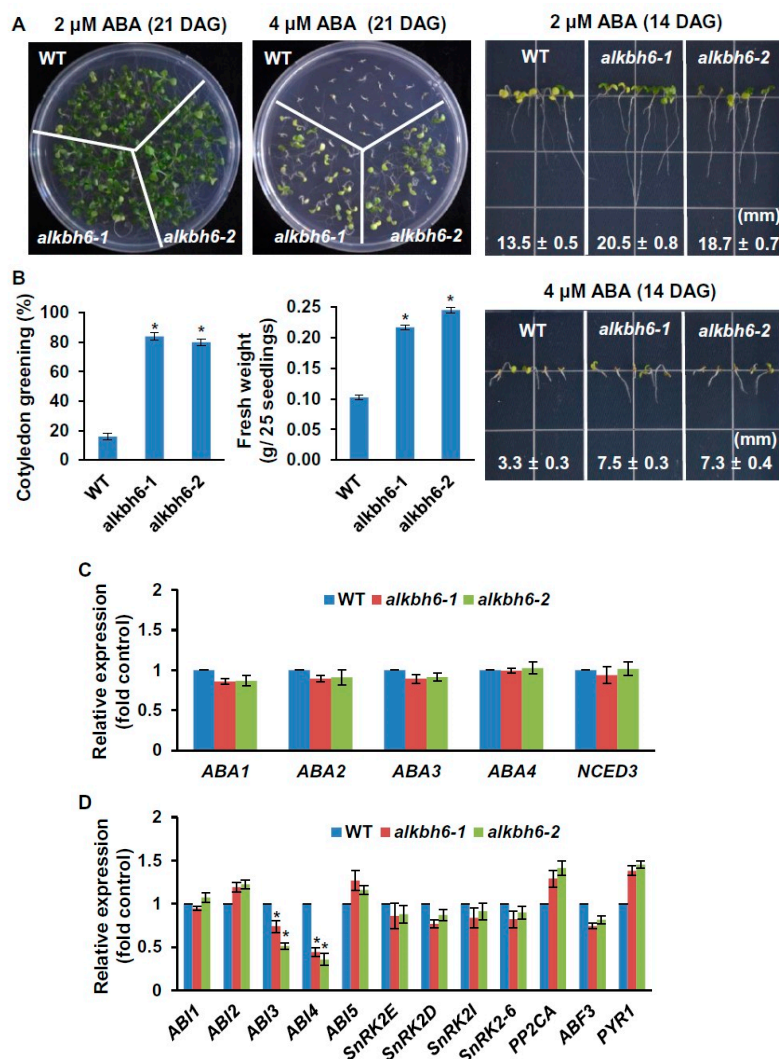 A
2 µM ABA (21 DAG)
4 µM ABA (21 DAG)
2 µM ABA (14 DAG)
WT
alkbh6-1
alkbh6-2
WT
alkbh6-1
alkbh6-2
WT
alkbh6-1
alkbh6-2
(mm)
13.5 ± 0.5
20.5 ± 0.8
18.7 ± 0.7
B
Cotyledon greening (%)
100
80
60
40
20
0
*
*
WT
alkbh6-1
alkbh6-2
Fresh weight
(g/ 25 seedlings)
0.25
0.20
0.15
0.10
0.05
0.00
*
*
WT
alkbh6-1
alkbh6-2
4 µM ABA (14 DAG)
WT
alkbh6-1
alkbh6-2
(mm)
3.3 ± 0.3
7.5 ± 0.3
7.3 ± 0.4
C
Relative expression
(fold control)
2
1.5
1
0.5
0
WT alkbh6-1 alkbh6-2
ABA1 ABA2 ABA3 ABA4 NCED3
D
Relative expression
(fold control)
2
1.5
1
0.5
0
WT alkbh6-1 alkbh6-2
* *
* *
ABI1 ABI2 ABI3 ABI4 ABI5 SnRK2E SnRK2D SnRK2I SnRK2-6 PP2CA ABF3 PYR1